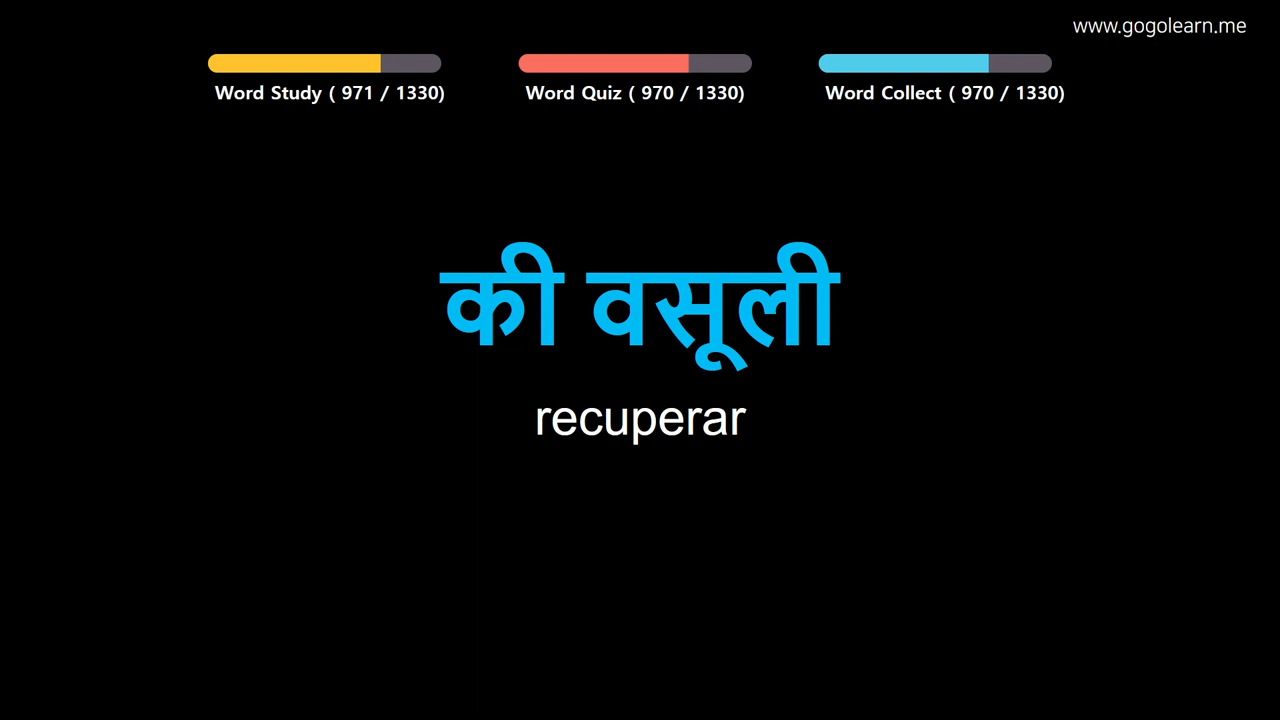 www.gogolearn.me
Word Study ( 971 / 1330)
Word Quiz ( 970 / 1330)
Word Collect ( 970 / 1330)
की वसूली
recuperar